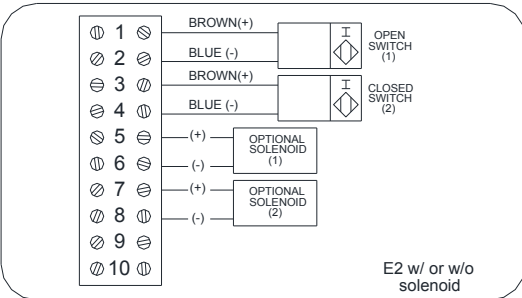 1 BROWN(+)
2 BLUE (-)
I OPEN
SWITCH
(1)
3 BROWN(+)
4 BLUE (-)
I CLOSED
SWITCH
(2)
5 (+)
6 (-)
OPTIONAL
SOLENOID
(1)
7 (+)
8 (-)
OPTIONAL
SOLENOID
(2)
9
10
E2 w/ or w/o
solenoid